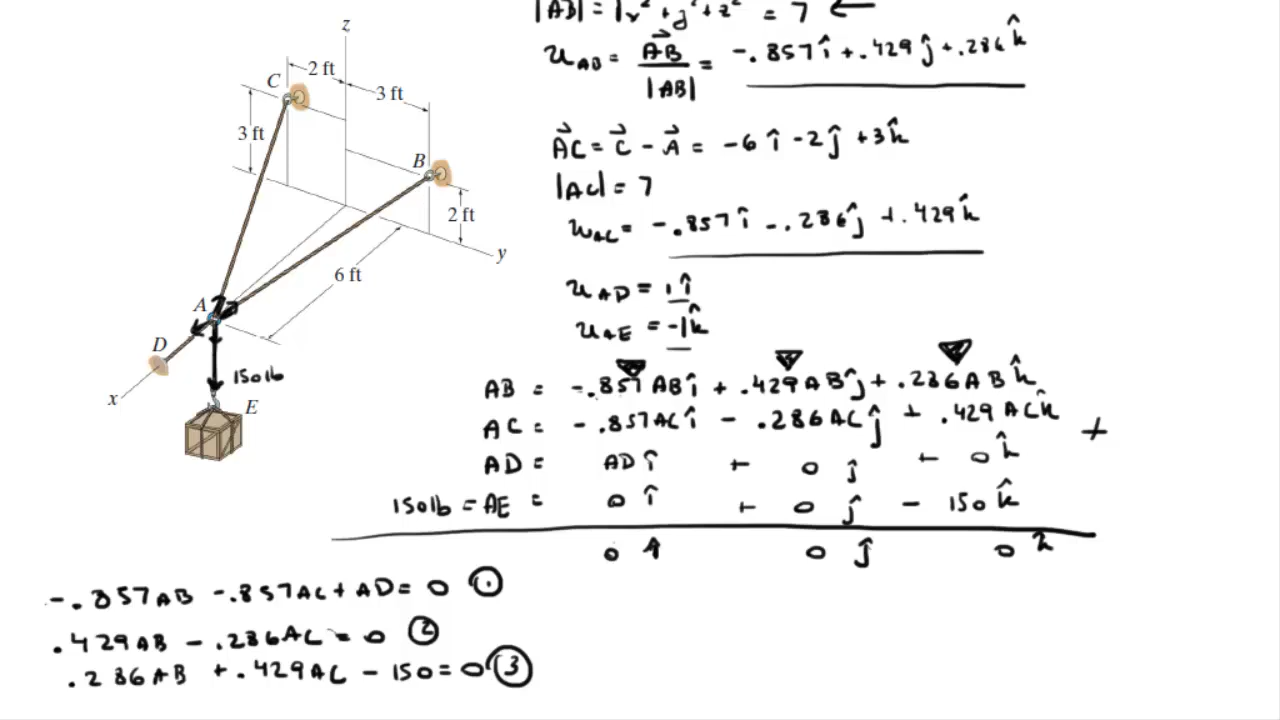 |AB| = √x² + y² + z² = 7 ←
u_AB = AB/|AB| = -.857î + .429ĵ + .286k̂
AC = C - A = -6î - 2ĵ + 3k̂
|AC| = 7
u_AC = -.857î - .286ĵ + .429k̂
u_AD = 1î
u_AE = -1k̂
AB = -.857ABî + .429ABĵ + .286ABk̂
AC = -.857ACî - .286ACĵ + .429ACk̂ +
AD = ADî + 0ĵ + 0k̂
150lb = AE = 0î + 0ĵ - 150k̂
0î 0ĵ 0k̂
-.857AB - .857AC + AD = 0 ①
.429AB - .286AC = 0 ②
.286AB + .429AC - 150 = 0 ③
z
2 ft
C
3 ft
3 ft
B
2 ft
y
6 ft
A
D
150lb
x
E